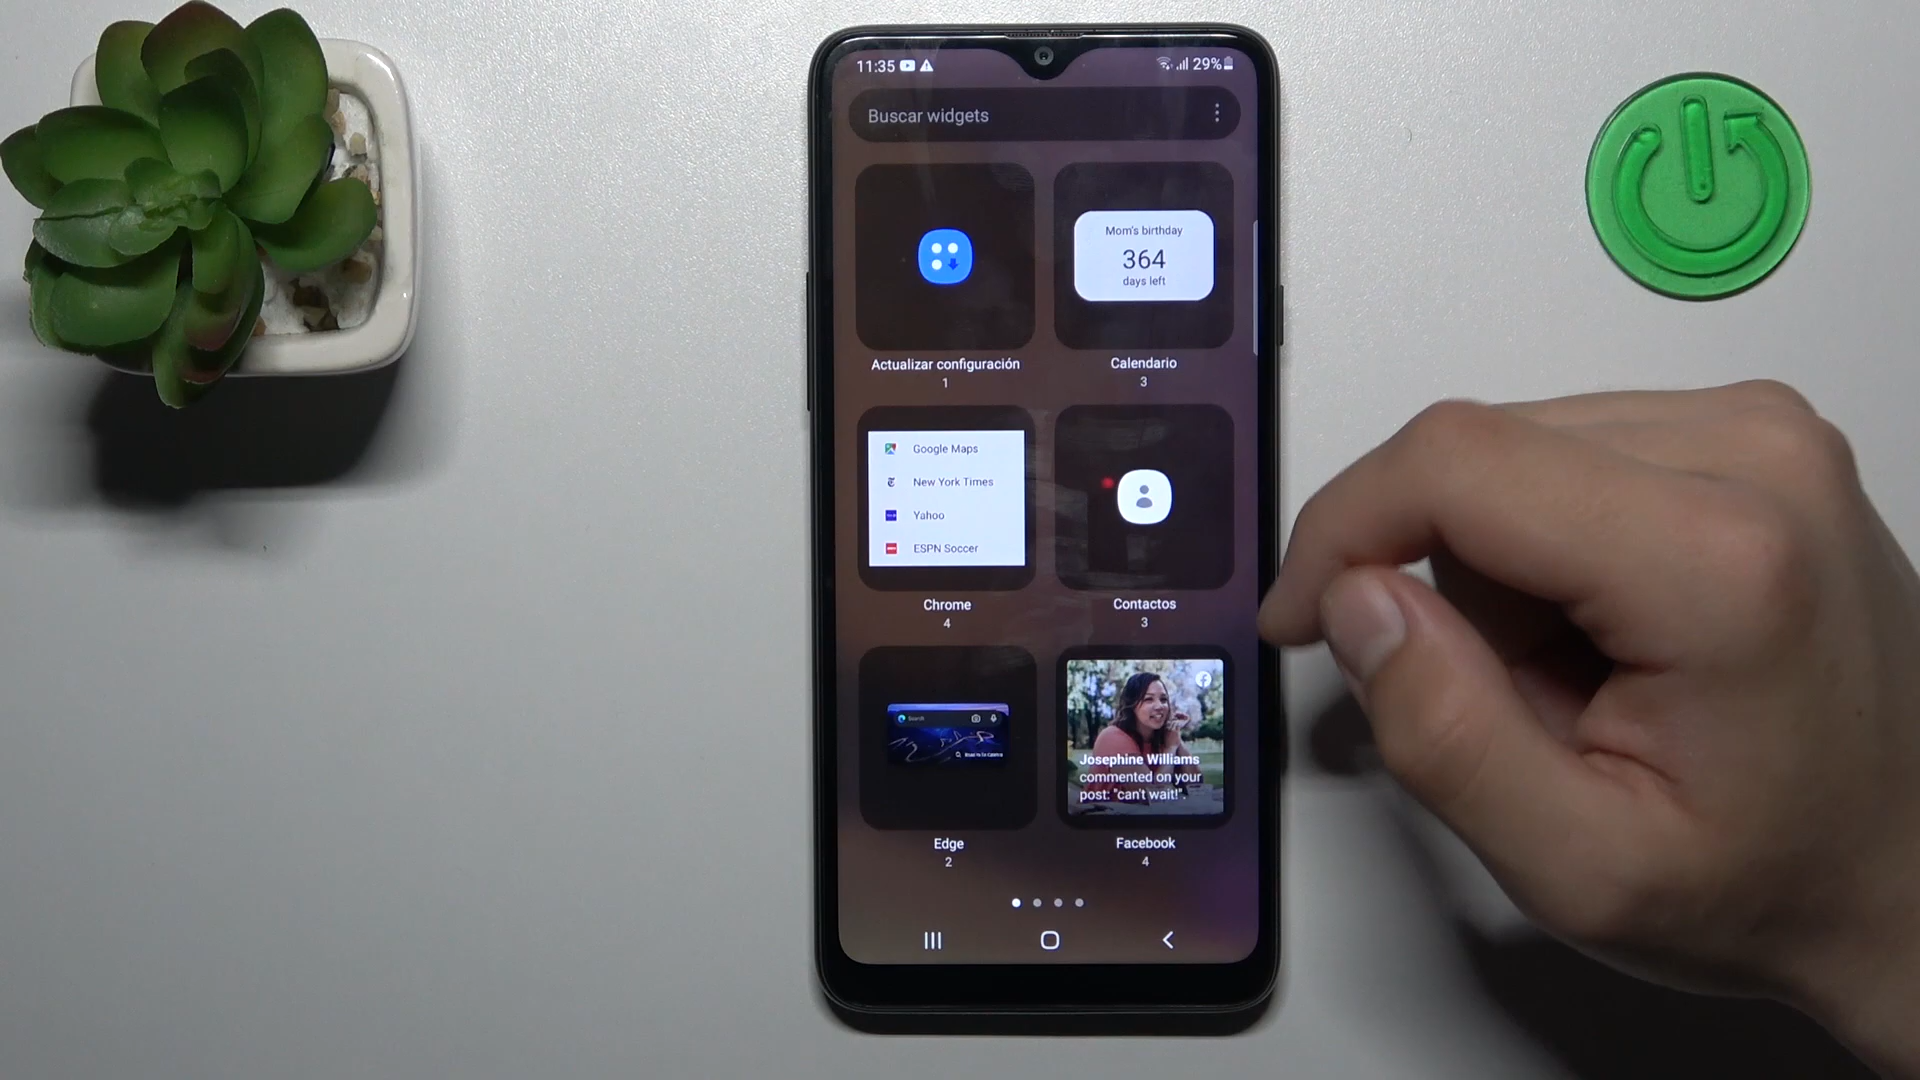 11:35
29%
Buscar widgets
Mom's birthday
364
days left
Actualizar configuración
1
Calendario
3
Google Maps
New York Times
Yahoo
ESPN Soccer
Chrome
4
Contactos
3
Search
Edge
2
Josephine Williams
commented on your
post: "can't wait!".
Facebook
4